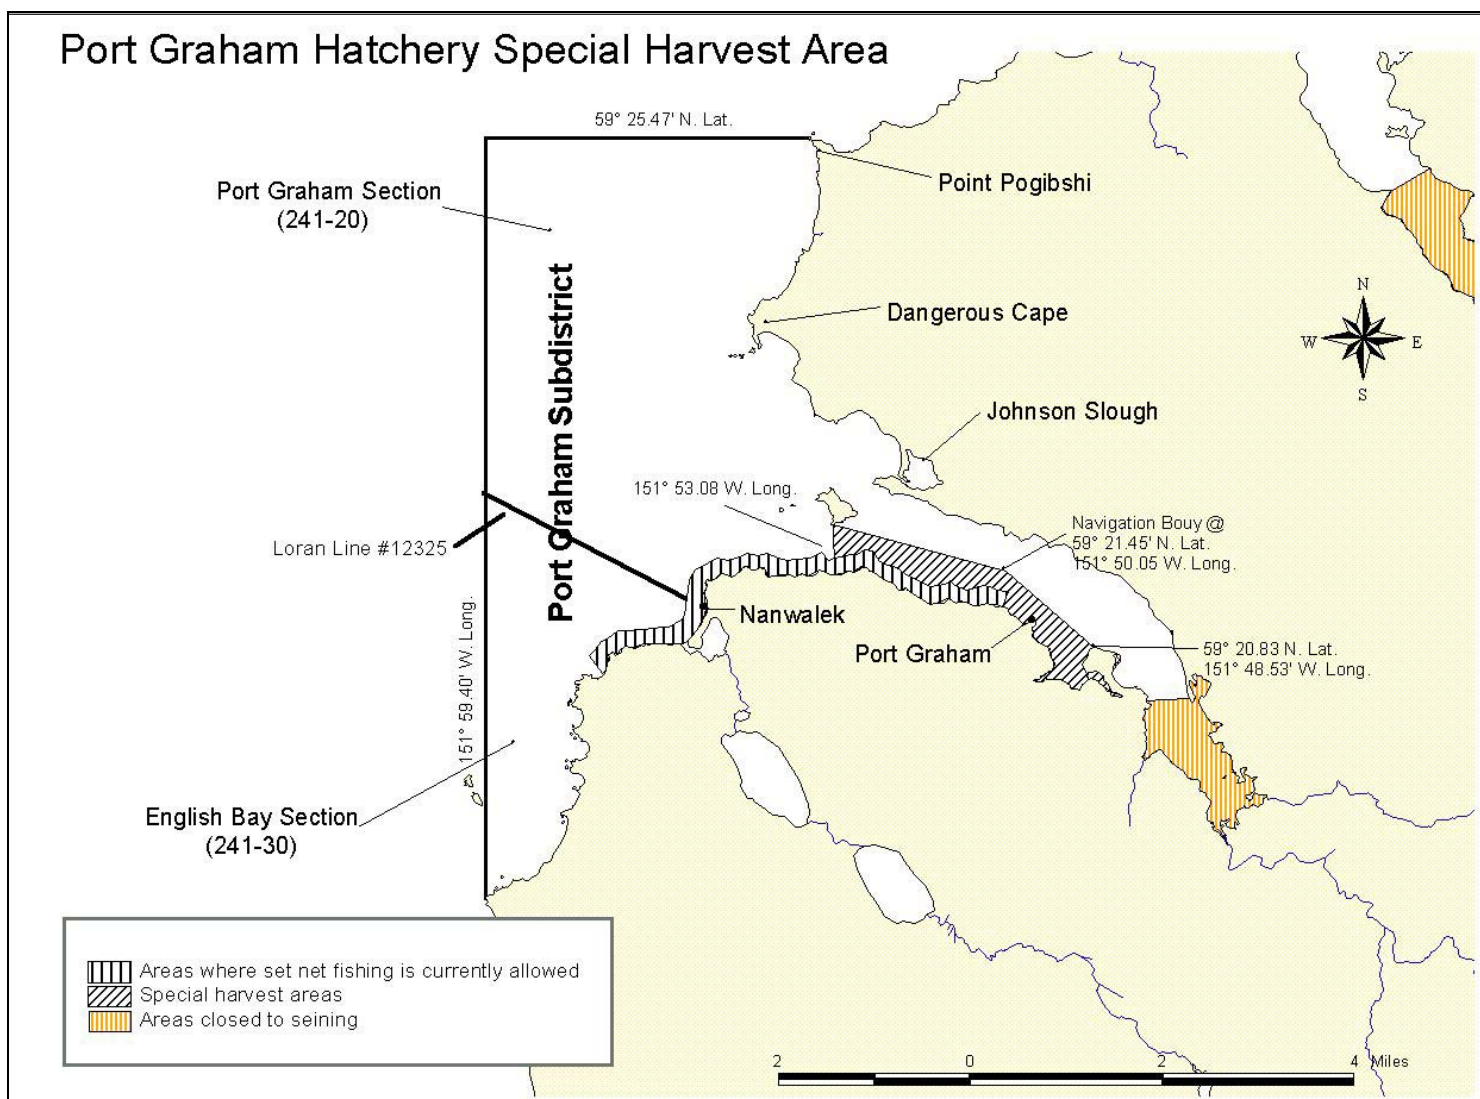 Port Graham Hatchery Special Harvest Area
59° 25.47' N. Lat.
Port Graham Section
(241-20)
Point Pogibshi
Port Graham Subdistrict
Dangerous Cape
N
W
E
S
Johnson Slough
151° 53.08 W. Long.
Navigation Bouy @
59° 21.45' N. Lat.
151° 50.05 W. Long.
Loran Line #12325
Nanwalek
Port Graham
59° 20.83 N. Lat.
151° 48.53' W. Long.
151° 59.40' W. Long.
English Bay Section
(241-30)
Areas where set net fishing is currently allowed
Special harvest areas
Areas closed to seining
2 0 2 4 Miles